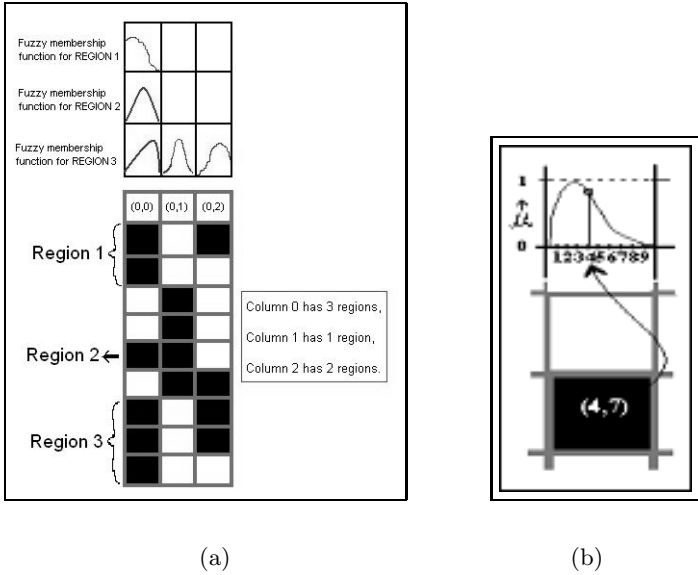 Fuzzy membership
function for REGION 1
Fuzzy membership
function for REGION 2
Fuzzy membership
function for REGION 3
(0,0) (0,1) (0,2)
Region 1
Region 2
Region 3
Column 0 has 3 regions,
Column 1 has 1 region,
Column 2 has 2 regions.
(a)
1
μ
0
123456789
(4,7)
(b)